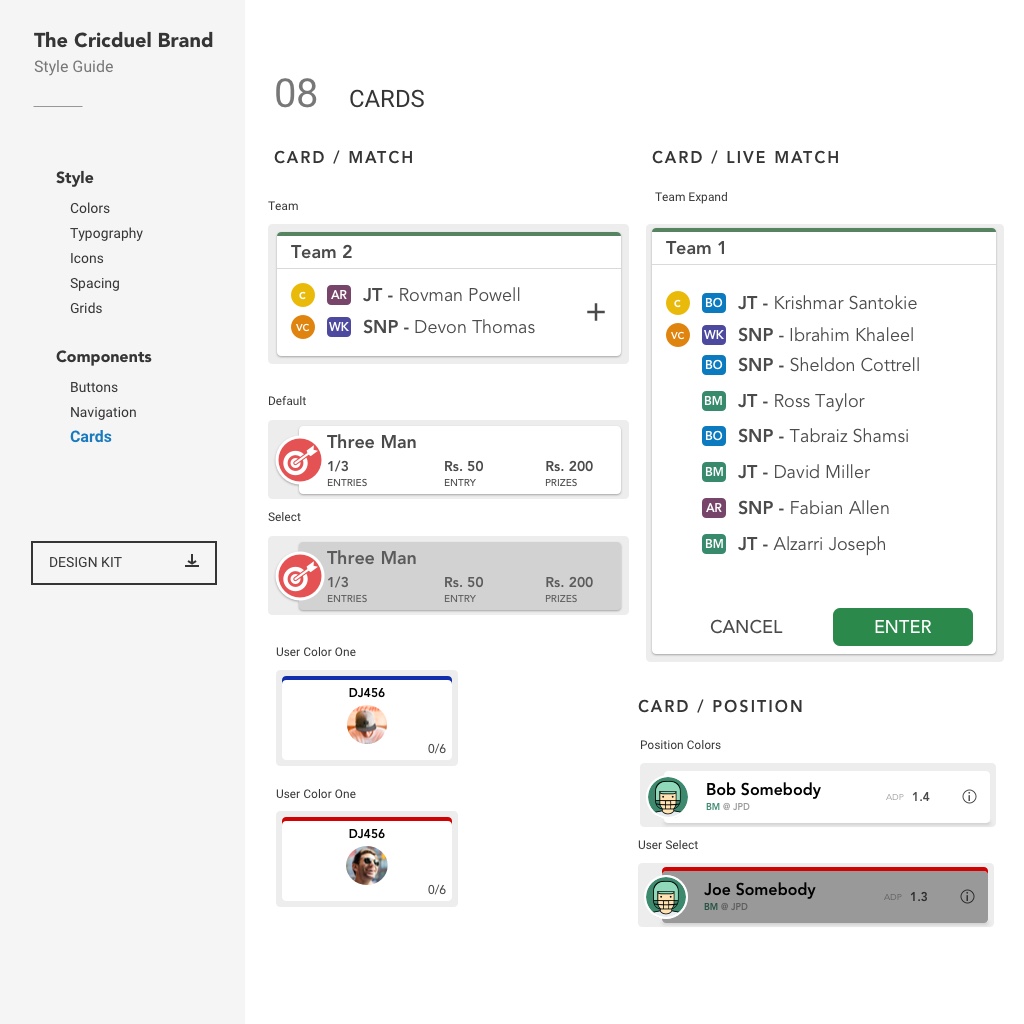 The Cricduel Brand
Style Guide
Style
Colors
Typography
Icons
Spacing
Grids
Components
Buttons
Navigation
Cards
DESIGN KIT
08 CARDS
CARD / MATCH
Team
Team 2
C AR JT - Rovman Powell
VC WK SNP - Devon Thomas
+
Default
Three Man
1/3 Rs. 50 Rs. 200
ENTRIES ENTRY PRIZES
Select
Three Man
1/3 Rs. 50 Rs. 200
ENTRIES ENTRY PRIZES
User Color One
DJ456
0/6
User Color One
DJ456
0/6
CARD / LIVE MATCH
Team Expand
Team 1
C BO JT - Krishmar Santokie
VC WK SNP - Ibrahim Khaleel
BO SNP - Sheldon Cottrell
BM JT - Ross Taylor
BO SNP - Tabraiz Shamsi
BM JT - David Miller
AR SNP - Fabian Allen
BM JT - Alzarri Joseph
CANCEL ENTER
CARD / POSITION
Position Colors
Bob Somebody
BM @ JPD
ADP 1.4
User Select
Joe Somebody
BM @ JPD
ADP 1.3